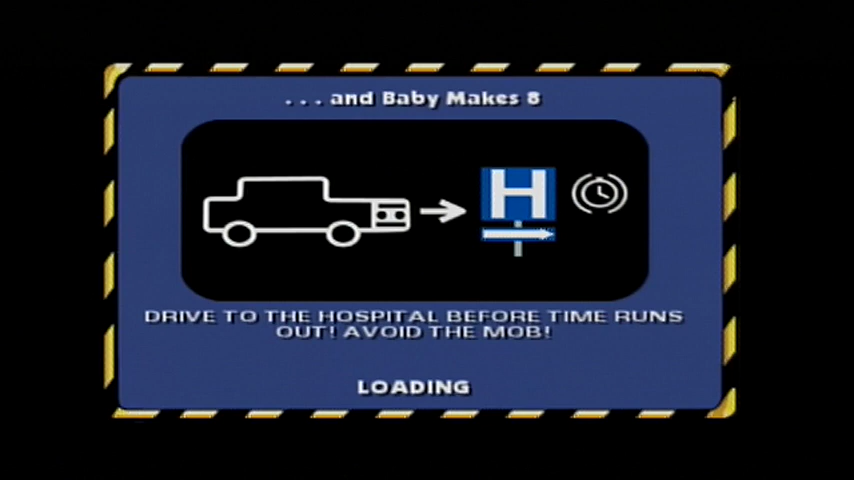 . . . and Baby Makes 8
H
DRIVE TO THE HOSPITAL BEFORE TIME RUNS
OUT! AVOID THE MOB!
LOADING